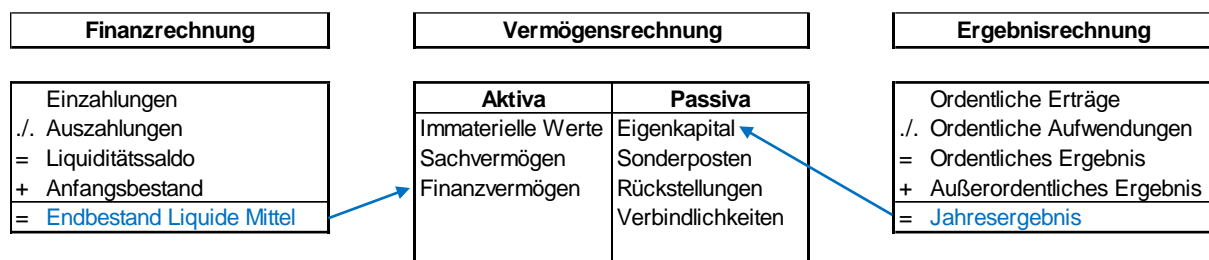 Finanzrechnung
Einzahlungen
./. Auszahlungen
= Liquiditätssaldo
+ Anfangsbestand
= Endbestand Liquide Mittel
Vermögensrechnung
Aktiva Passiva
Immaterielle Werte Eigenkapital
Sachvermögen Sonderposten
Finanzvermögen Rückstellungen
Verbindlichkeiten
Ergebnisrechnung
Ordentliche Erträge
./. Ordentliche Aufwendungen
= Ordentliches Ergebnis
+ Außerordentliches Ergebnis
= Jahresergebnis